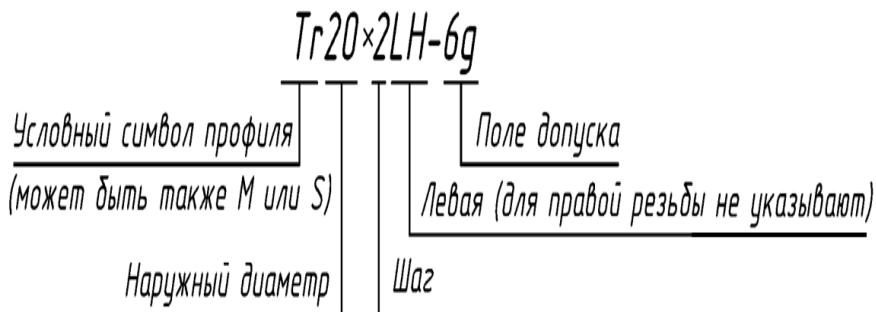 Tr20×2LH-6g
Условный символ профиля
Поле допуска
(может быть также М или S)
Левая (для правой резьбы не указывают)
Наружный диаметр
Шаг